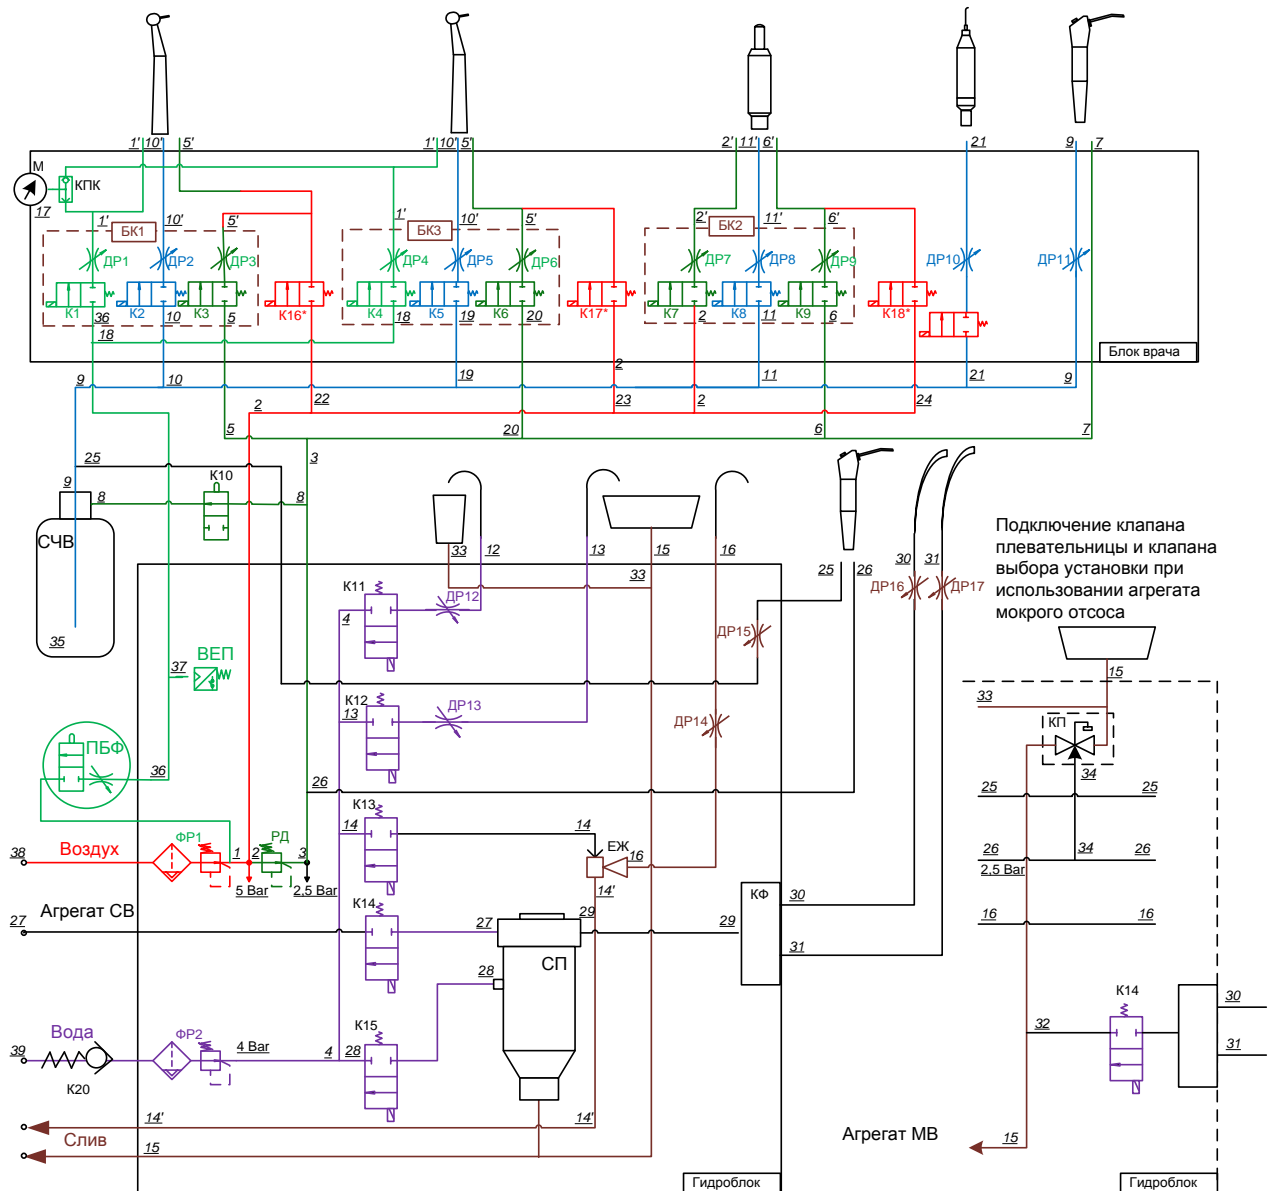 1' 10' 5'
1' 10' 5'
2' 11' 6'
21
9 7
М
КПК
17
1' 10' 5'
БК1
1' 10' 5'
БК3
2' 11' 6'
БК2
ДР1 ДР2 ДР3
ДР4 ДР5 ДР6
ДР7 ДР8 ДР9
ДР10 ДР11
К1 К2 К3 К16*
К4 К5 К6 К17*
К7 К8 К9 К18*
36 10 5
18 19 20
2 11 6
18
2
Блок врача
9 10 19 11 21 9
2 22 23 2 24
5 20 6 7
3
25
К10
9 8 8
СЧВ
35
33 12 13 15 16
33
25 26 30 31
К11
4
ДР12
ДР15
ДР16 ДР17
Подключение клапана
плевательницы и клапана
выбора установки при
использовании агрегата
мокрого отсоса
15
33
КП
34
25 25
34
26 26
2,5 Bar
16 16
37
ВЕП
К12
13
ДР13
ДР14
ПБФ
36
26
К13
14 14
ЕЖ
16
14'
38
Воздух
ФР1
1 2
РД
3
5 Bar
2,5 Bar
Агрегат СВ
27
К14
27
29 29
КФ
30
31
СП
28
К14
32
30
31
Вода
39
К20
ФР2
4 Bar
4
К15
28
14' 14'
Слив
15
Гидроблок
Агрегат МВ
15
Гидроблок